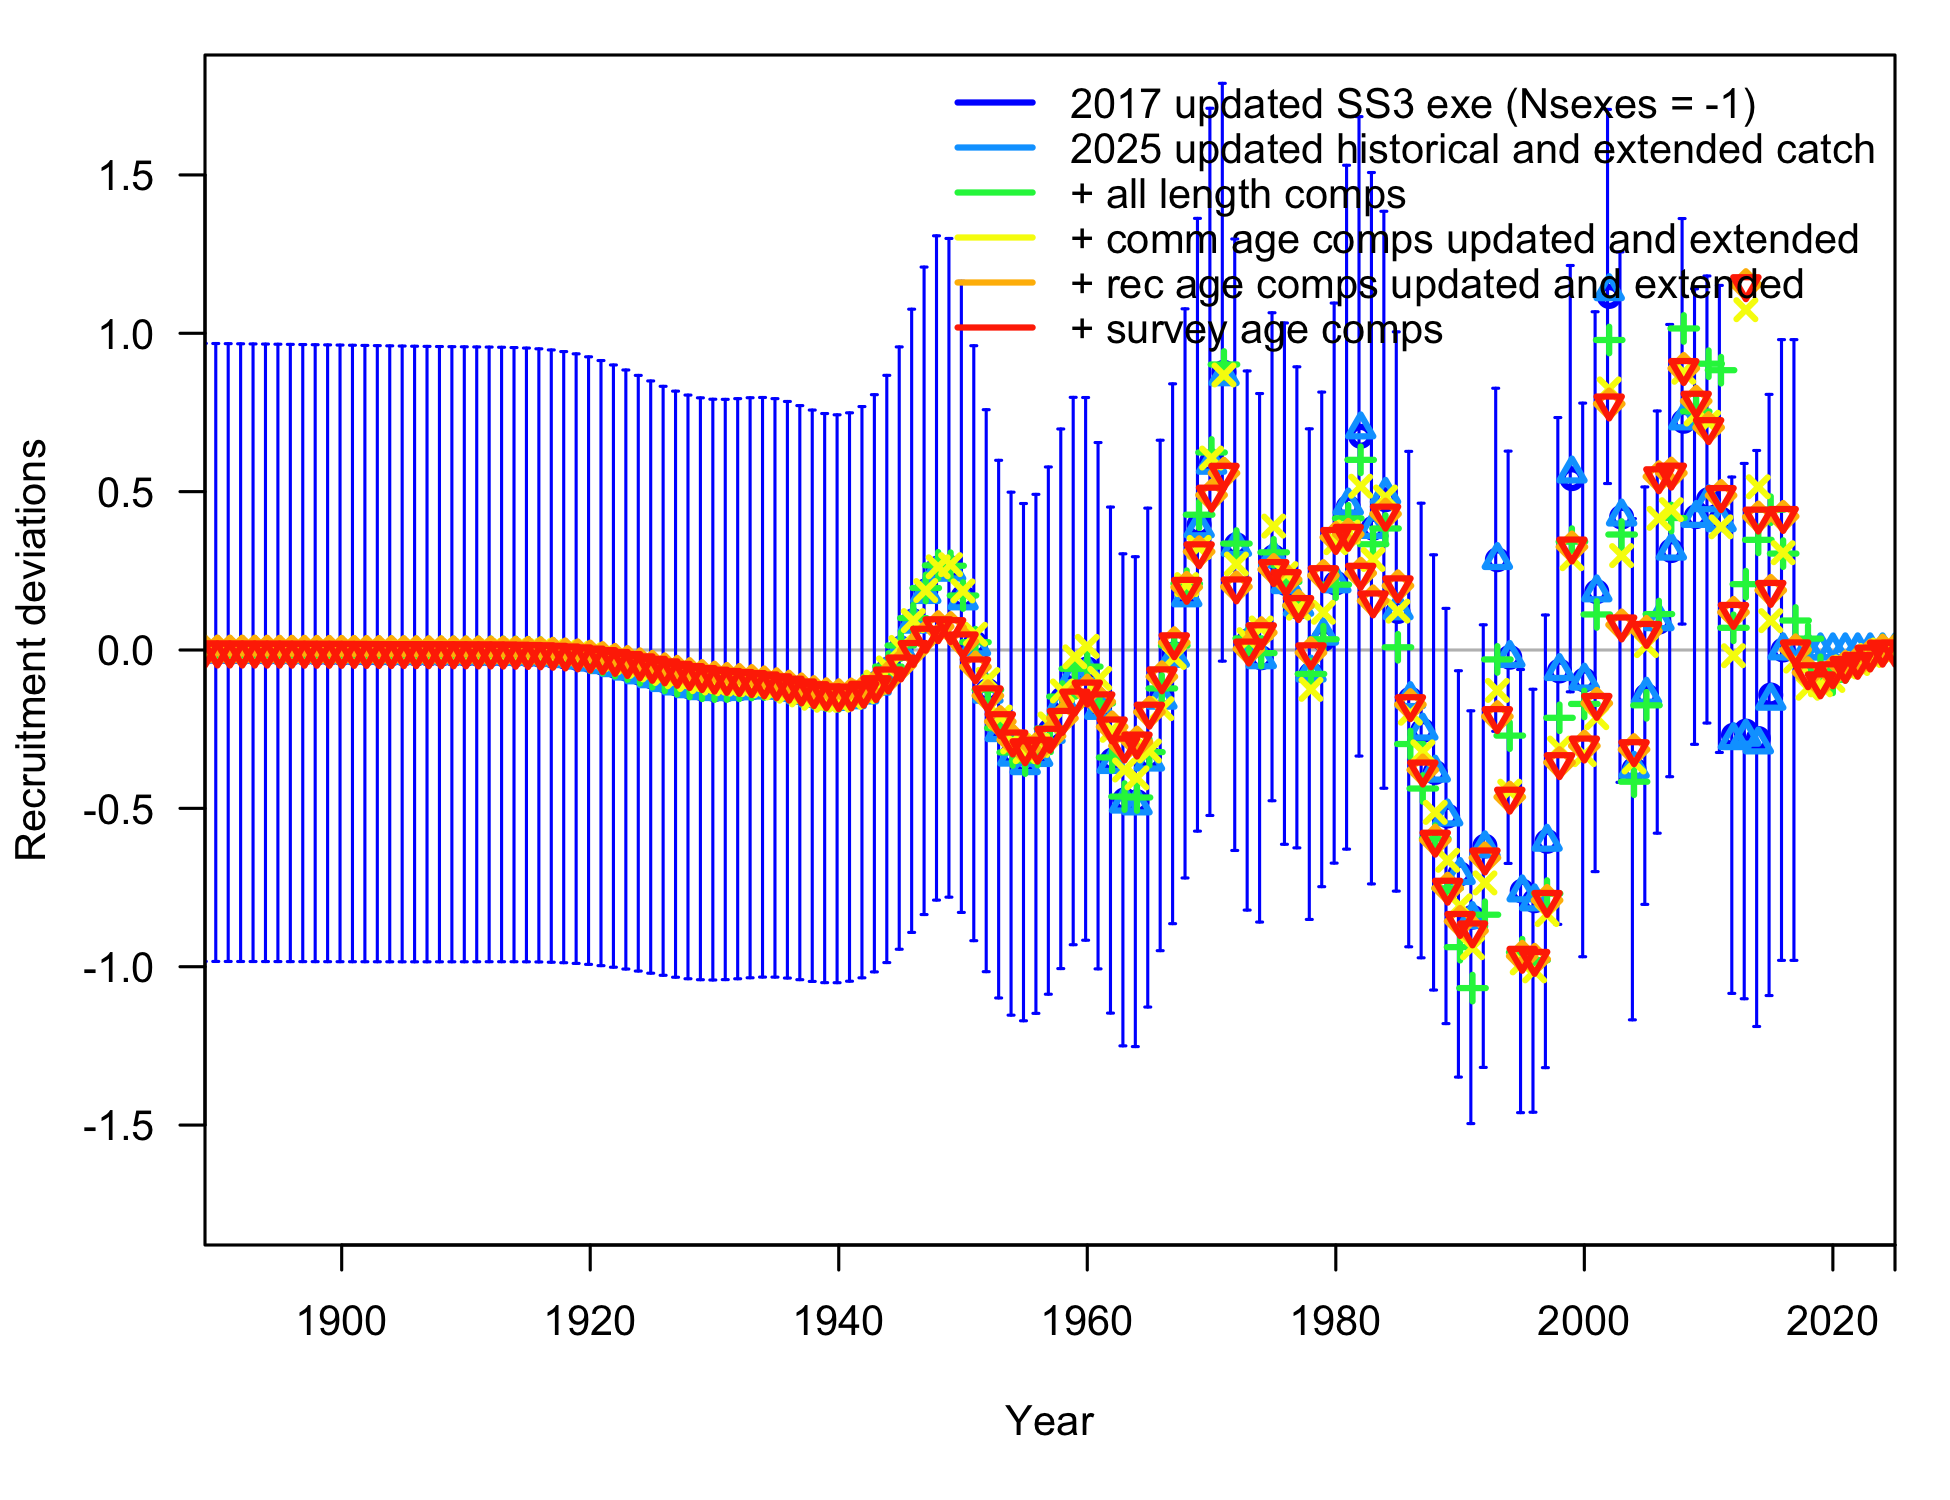 2017 updated SS3 exe (Nsexes = -1)
2025 updated historical and extended catch
+ all length comps
+ comm age comps updated and extended
+ rec age comps updated and extended
+ survey age comps
1.5
1.0
0.5
0.0
-0.5
-1.0
-1.5
Recruitment deviations
1900 1920 1940 1960 1980 2000 2020
Year